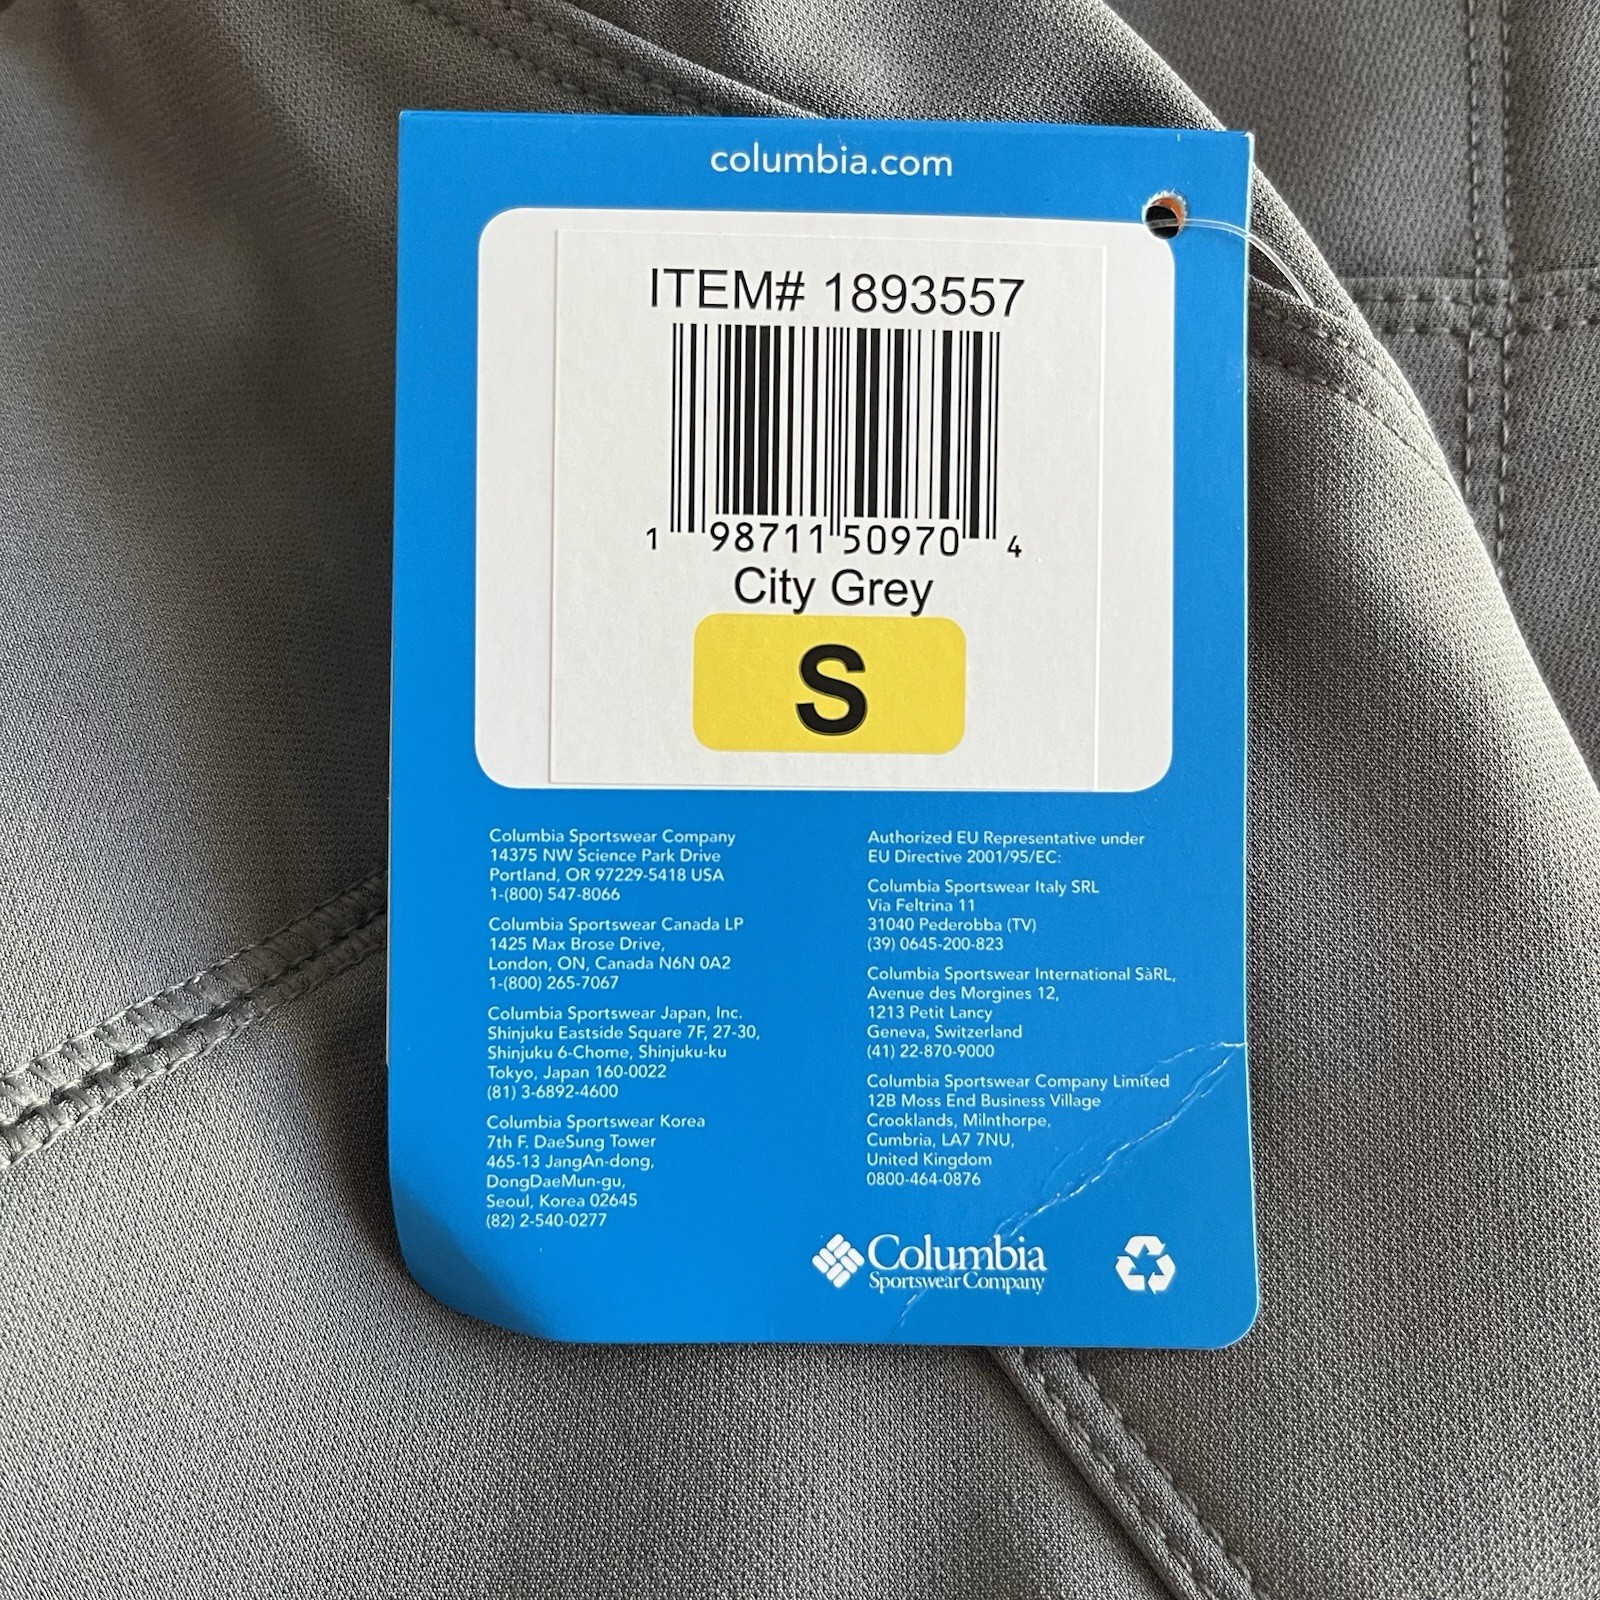 columbia.com
ITEM# 1893557
1 98711 50970 4
City Grey
S
Columbia Sportswear Company
14375 NW Science Park Drive
Portland, OR 97229-5418 USA
1-(800) 547-8066
Columbia Sportswear Canada LP
1425 Max Brose Drive,
London, ON, Canada N6N 0A2
1-(800) 265-7067
Columbia Sportswear Japan, Inc.
Shinjuku Eastside Square 7F, 27-30,
Shinjuku 6-Chome, Shinjuku-ku
Tokyo, Japan 160-0022
(81) 3-6892-4600
Columbia Sportswear Korea
7th F. DaeSung Tower
465-13 JangAn-dong,
DongDaeMun-gu,
Seoul, Korea 02645
(82) 2-540-0277
Authorized EU Representative under
EU Directive 2001/95/EC:
Columbia Sportswear Italy SRL
Via Feltrina 11
31040 Pederobba (TV)
(39) 0645-200-823
Columbia Sportswear International SàRL,
Avenue des Morgines 12,
1213 Petit Lancy
Geneva, Switzerland
(41) 22-870-9000
Columbia Sportswear Company Limited
12B Moss End Business Village
Crooklands, Milnthorpe,
Cumbria, LA7 7NU,
United Kingdom
0800-464-0876
Columbia
Sportswear Company